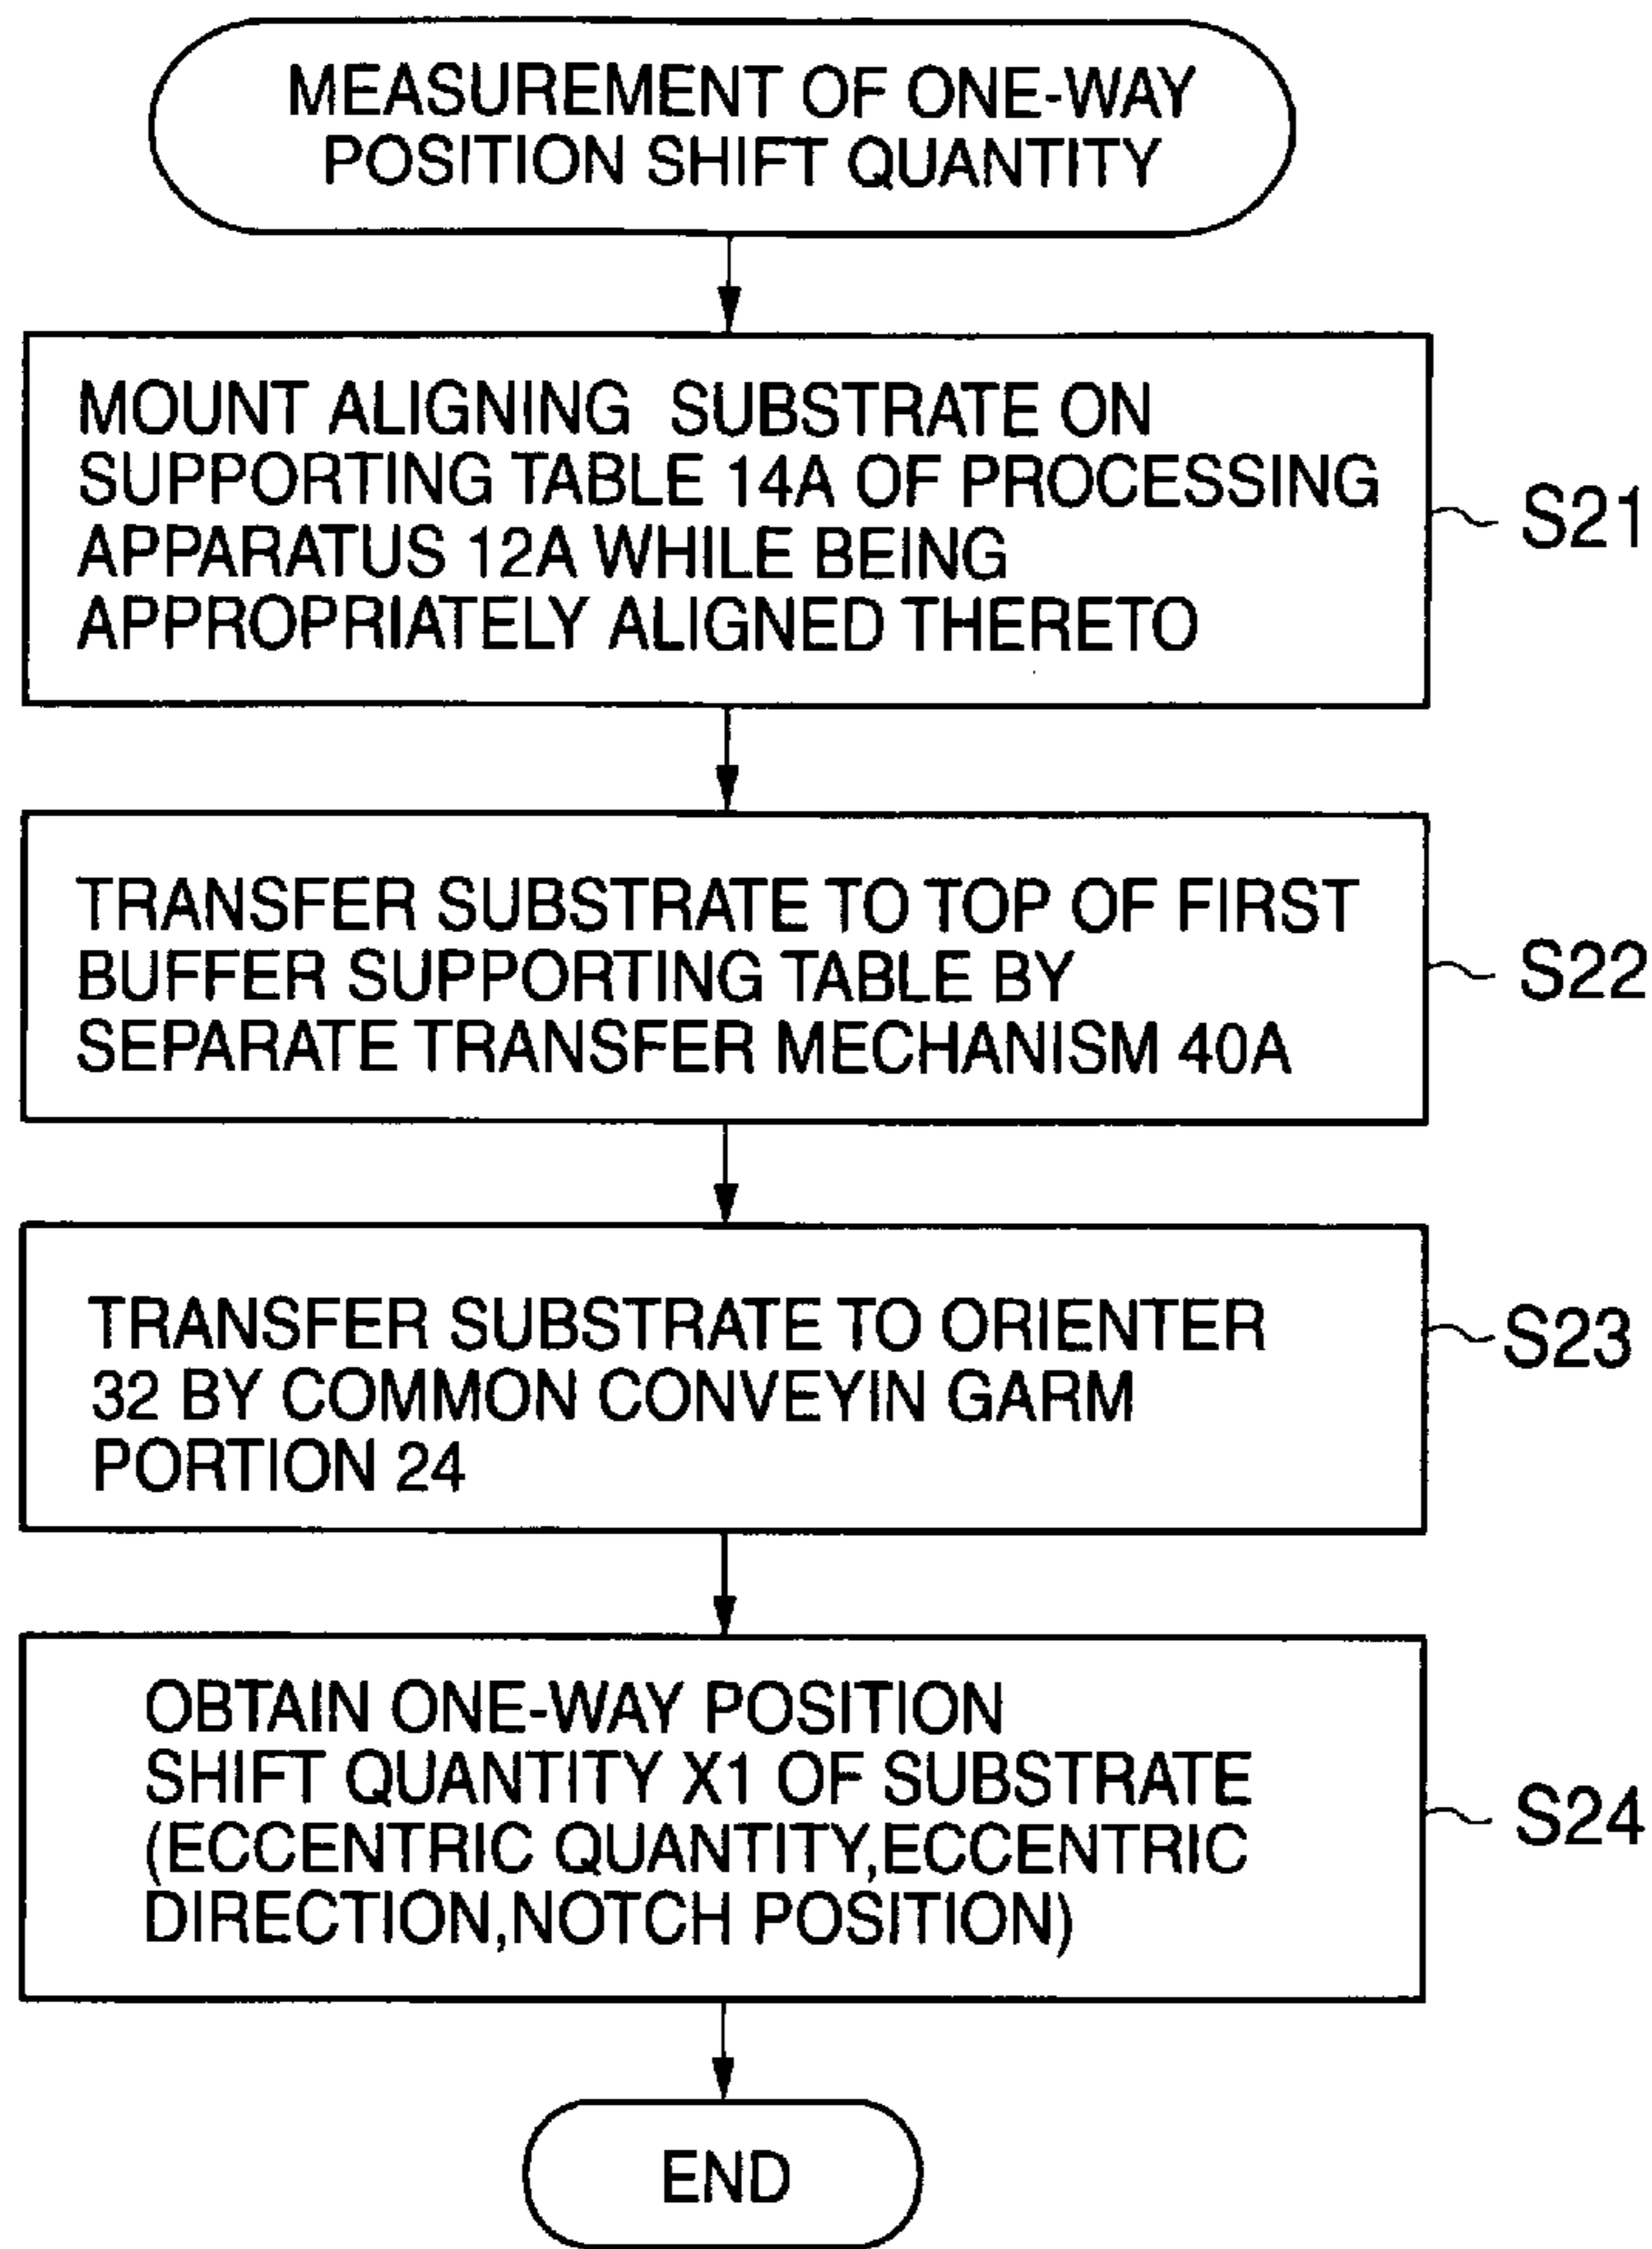 MEASUREMENT OF ONE-WAY
POSITION SHIFT QUANTITY
MOUNT ALIGNING SUBSTRATE ON
SUPPORTING TABLE 14A OF PROCESSING
APPARATUS 12A WHILE BEING
APPROPRIATELY ALIGNED THERETO
S21
TRANSFER SUBSTRATE TO TOP OF FIRST
BUFFER SUPPORTING TABLE BY
SEPARATE TRANSFER MECHANISM 40A
S22
TRANSFER SUBSTRATE TO ORIENTER
32 BY COMMON CONVEYIN GARM
PORTION 24
S23
OBTAIN ONE-WAY POSITION
SHIFT QUANTITY X1 OF SUBSTRATE
(ECCENTRIC QUANTITY,ECCENTRIC
DIRECTION,NOTCH POSITION)
S24
END